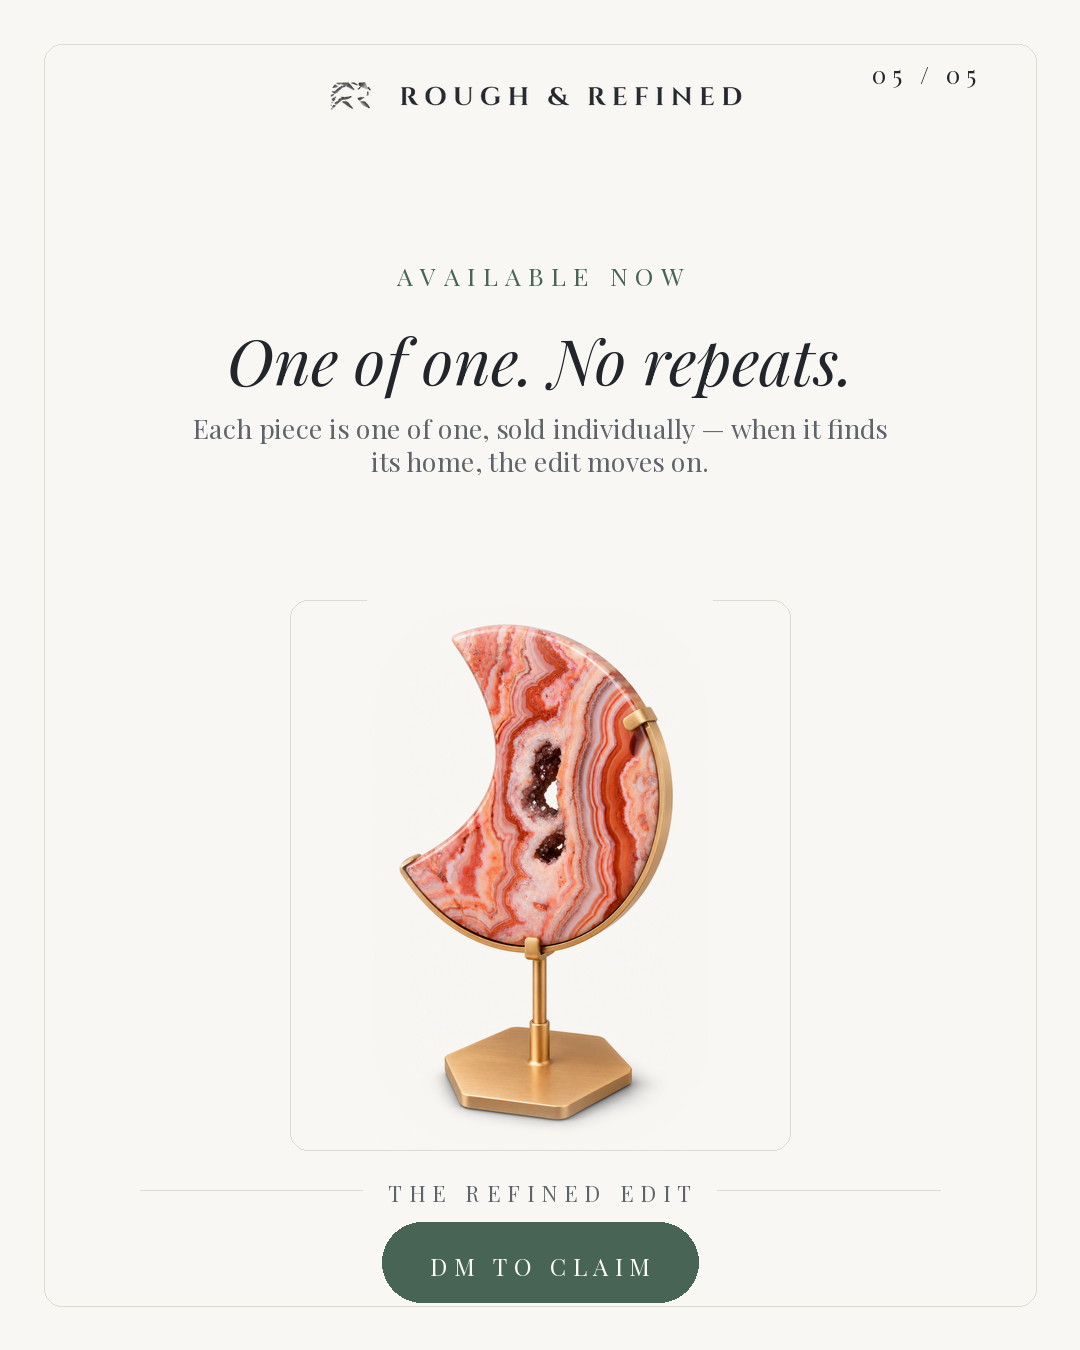 ROUGH & REFINED
05 / 05
AVAILABLE NOW
One of one. No repeats.
Each piece is one of one, sold individually — when it finds
its home, the edit moves on.
THE REFINED EDIT
DM TO CLAIM